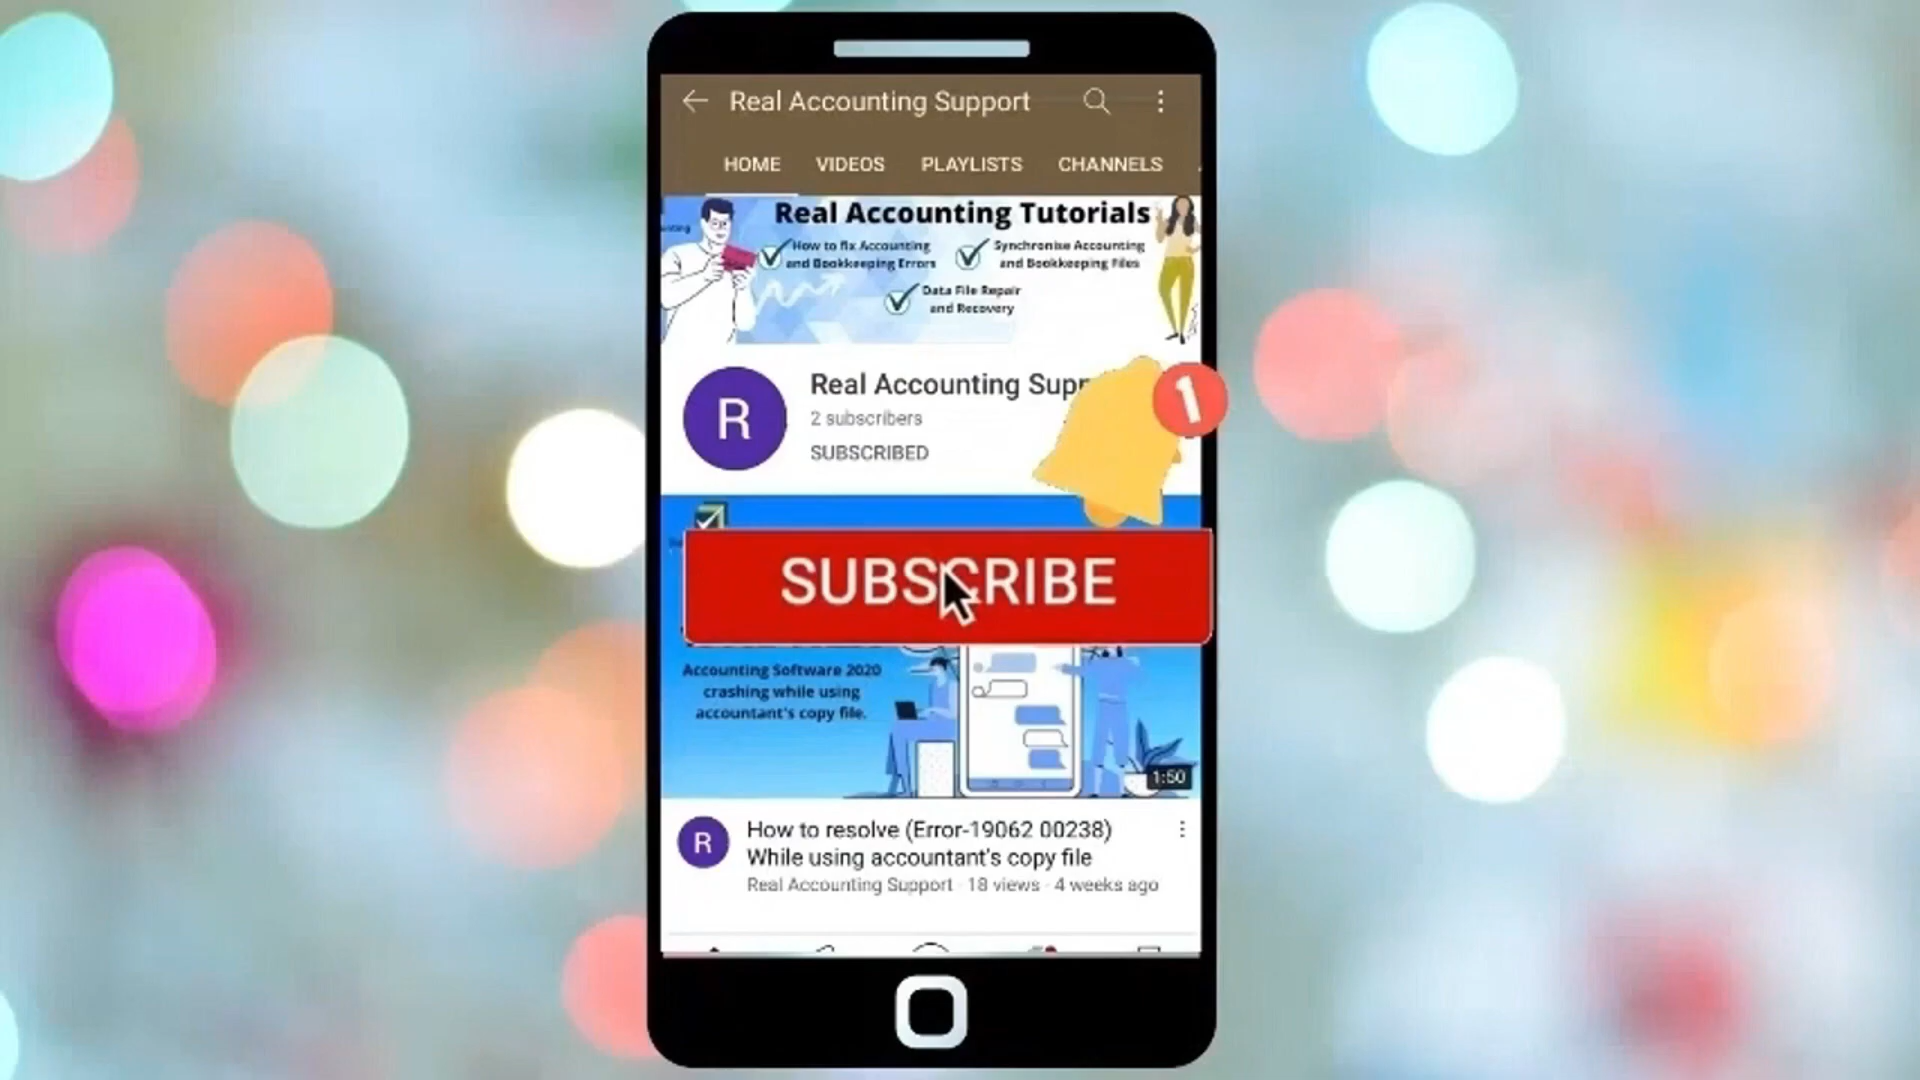 Real Accounting Support
HOME VIDEOS PLAYLISTS CHANNELS
Real Accounting Tutorials
How to fix Accounting
and Bookkeeping Errors
Synchronise Accounting
and Bookkeeping Files
Data File Repair
and Recovery
R
Real Accounting Supp
2 subscribers
SUBSCRIBED
1
SUBSCRIBE
Accounting Software 2020
crashing while using
accountant's copy file.
1:50
R
How to resolve (Error-19062 00238)
While using accountant's copy file
Real Accounting Support · 18 views · 4 weeks ago